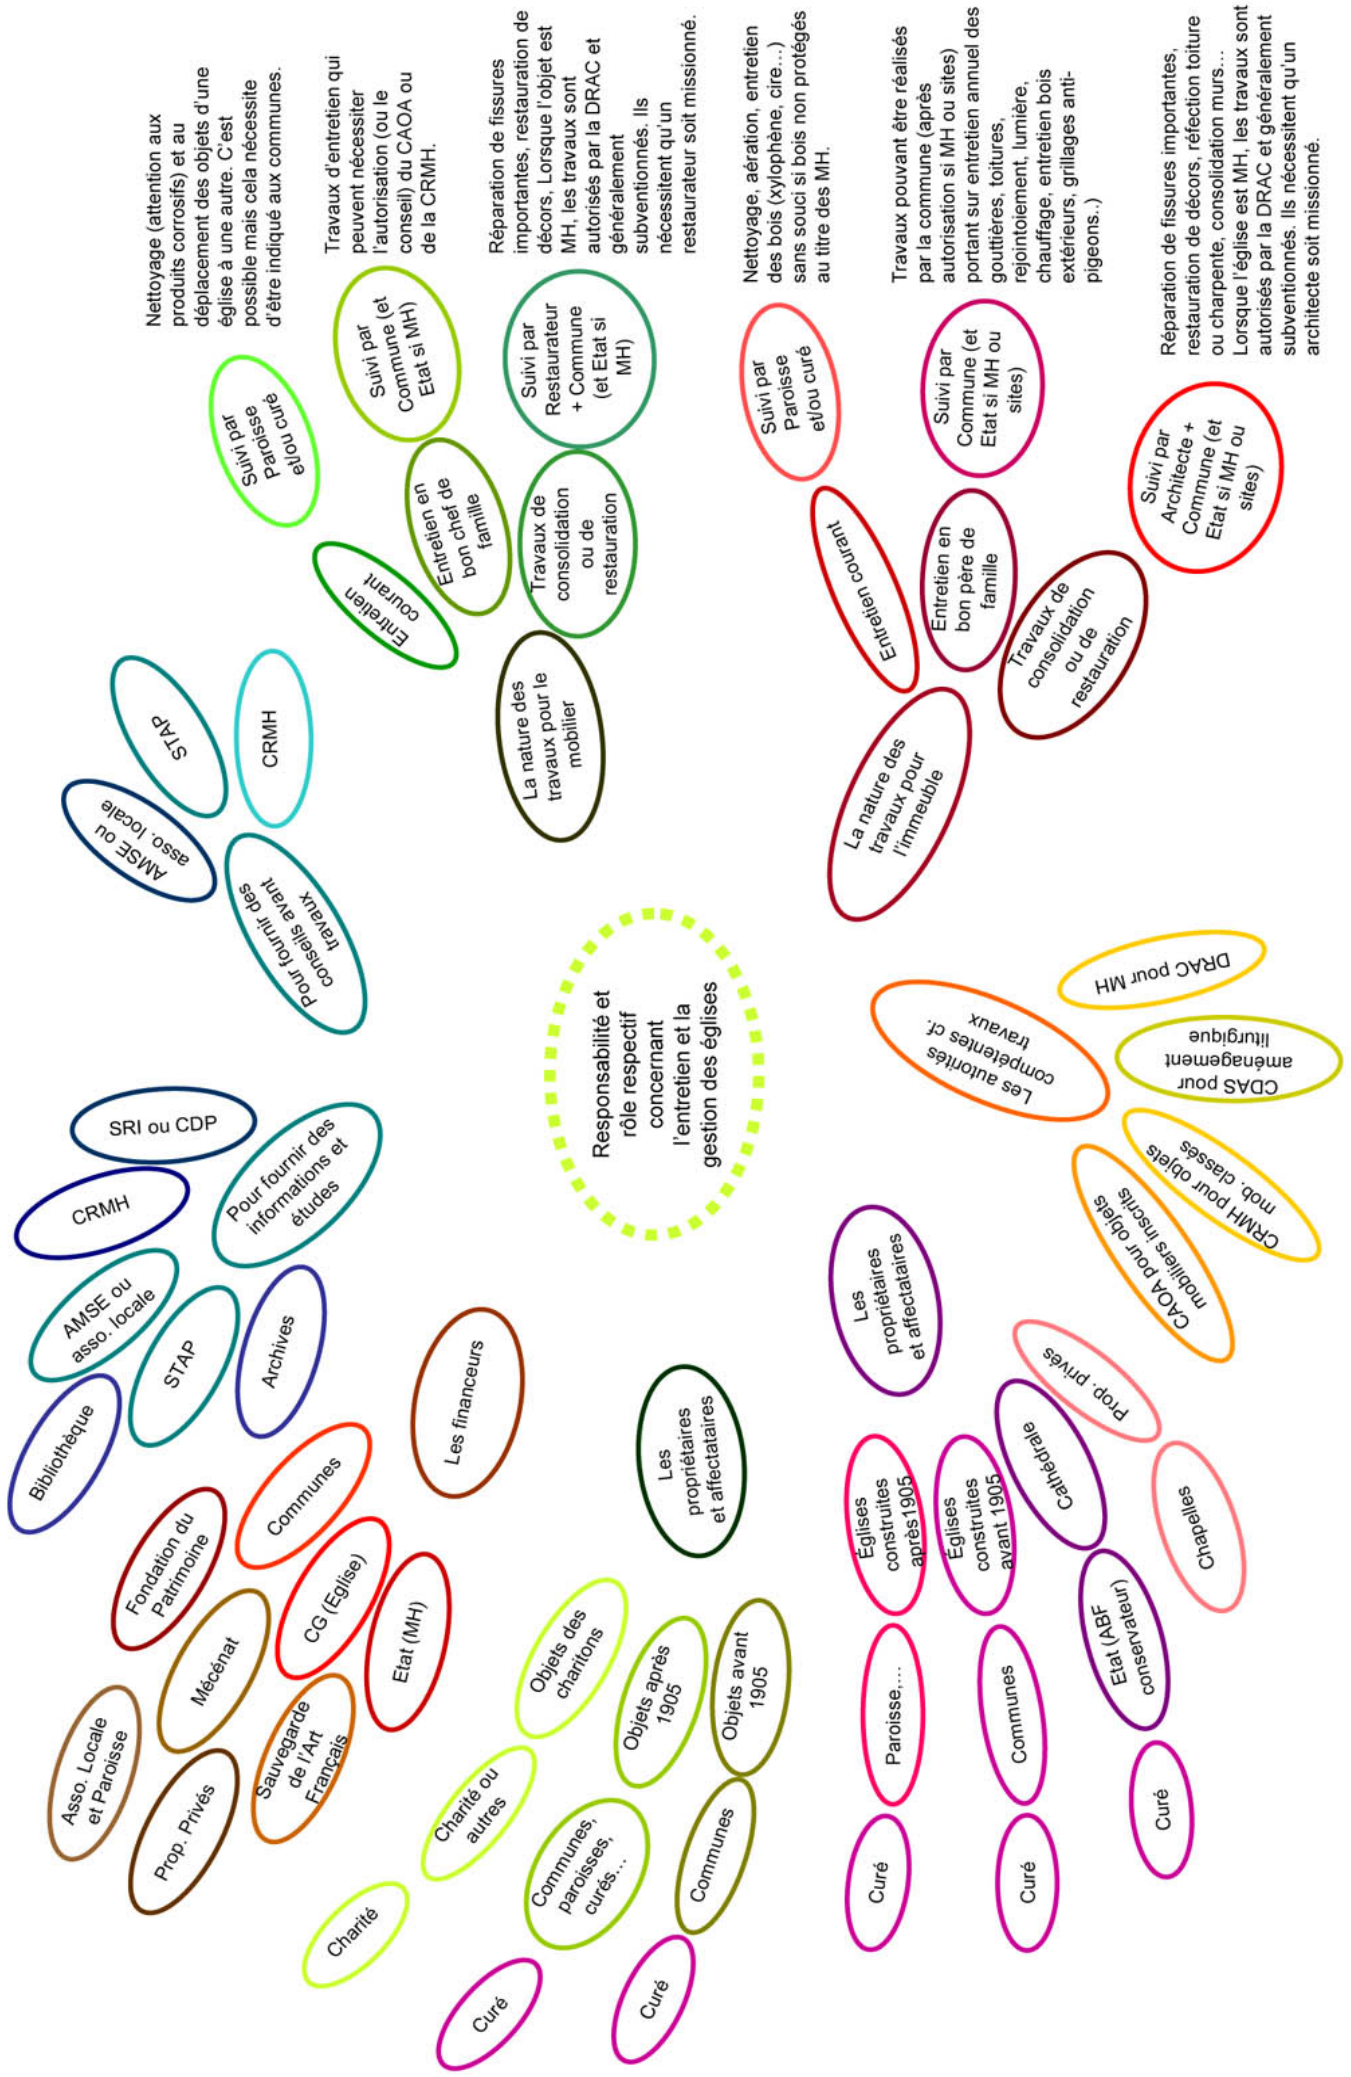 Responsabilité et
rôle respectif
concernant
l'entretien et la
gestion des églises
Pour fournir des
informations et
études
SRI ou CDP
CRMH
AMSE ou
asso. locale
STAP
Bibliothèque
Archives
Pour fournir des
conseils avant
travaux
AMSE ou
asso. locale
STAP
CRMH
La nature des
travaux pour le
mobilier
Entretien
courant
Suivi par
Paroisse
et/ou curé
Nettoyage (attention aux
produits corrosifs) et au
déplacement des objets d'une
église à une autre. C'est
possible mais cela nécessite
d'être indiqué aux communes.
Entretien en
bon chef de
famille
Suivi par
Commune (et
Etat si MH)
Travaux d'entretien qui
peuvent nécessiter
l'autorisation (ou le
conseil) du CAOA ou
de la CRMH.
Travaux de
consolidation
ou de
restauration
Suivi par
Restaurateur
+ Commune
(et Etat si
MH)
Réparation de fissures
importantes, restauration de
décors, Lorsque l'objet est
MH, les travaux sont
autorisés par la DRAC et
généralement
subventionnés. Ils
nécessitent qu'un
restaurateur soit missionné.
La nature des
travaux pour
l'immeuble
Entretien courant
Suivi par
Paroisse
et/ou curé
Nettoyage, aération, entretien
des bois (xylophène, cire…)
sans souci si bois non protégés
au titre des MH.
Entretien en
bon père de
famille
Suivi par
Commune (et
Etat si MH ou
sites)
Travaux pouvant être réalisés
par la commune (après
autorisation si MH ou sites)
portant sur entretien annuel des
gouttières, toitures,
rejointoiement, lumière,
chauffage, entretien bois
extérieurs, grillages anti-
pigeons..)
Travaux de
consolidation
ou de
restauration
Suivi par
Architecte +
Commune (et
Etat si MH ou
sites)
Réparation de fissures importantes,
restauration de décors, réfection toiture
ou charpente, consolidation murs…
Lorsque l'église est MH, les travaux sont
autorisés par la DRAC et généralement
subventionnés. Ils nécessitent qu'un
architecte soit missionné.
Les autorités
compétentes cf.
travaux
DRAC pour MH
CDAS pour
aménagement
liturgique
CRMH pour objets
mob. classés
CAOA pour objets
mobiliers inscrits
Les
propriétaires
et affectataires
Églises
construites
après1905
Paroisse,…
Curé
Églises
construites
avant 1905
Communes
Curé
Cathédrale
Etat (ABF
conservateur)
Curé
Prop. privés
Chapelles
Les
propriétaires
et affectataires
Objets des
charitons
Charité ou
autres
Charité
Objets après
1905
Communes,
paroisses,
curés…
Curé
Objets avant
1905
Communes
Curé
Les financeurs
Communes
Fondation du
Patrimoine
CG (Eglise)
Etat (MH)
Mécénat
Sauvegarde
de l'Art
Français
Asso. Locale
et Paroisse
Prop. Privés